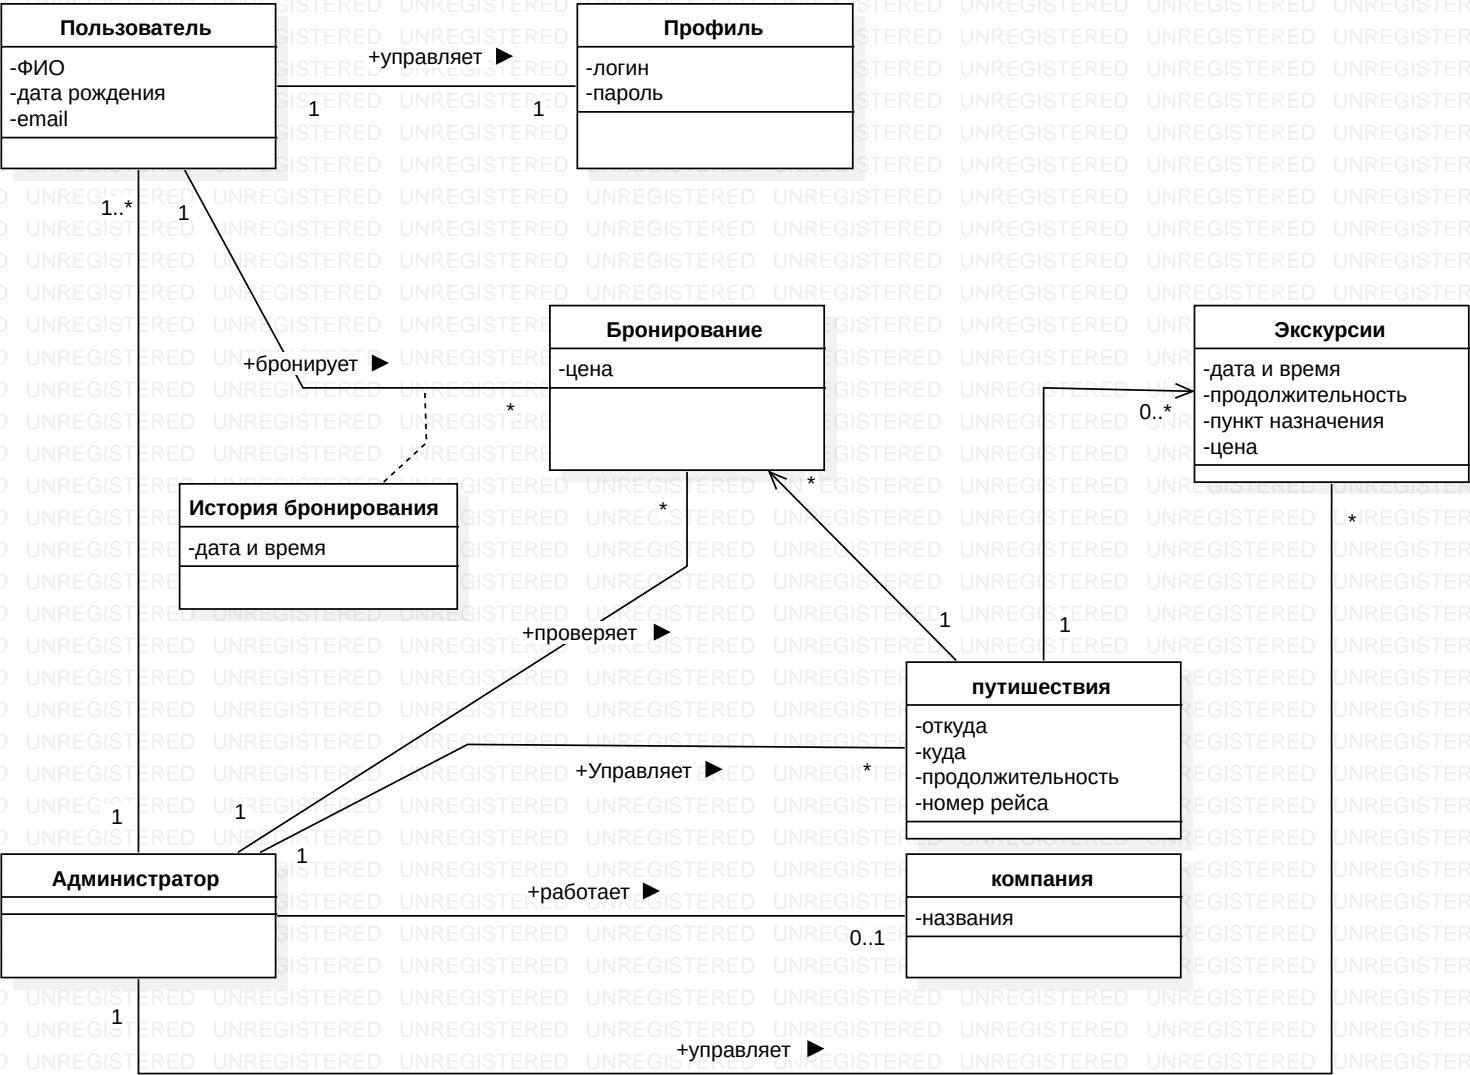 Пользователь
-ФИО
-дата рождения
-email
+управляет ►
1
1
Профиль
-логин
-пароль
1..*
1
+бронирует ►
*
Бронирование
-цена
Экскурсии
-дата и время
-продолжительность
-пункт назначения
-цена
0..*
История бронирования
-дата и время
*
*
*
+проверяет ►
1
1
путишествия
-откуда
-куда
-продолжительность
-номер рейса
+Управляет ►
*
1
1
1
Администратор
+работает ►
0..1
компания
-названия
1
+управляет ►
UNREGISTERED